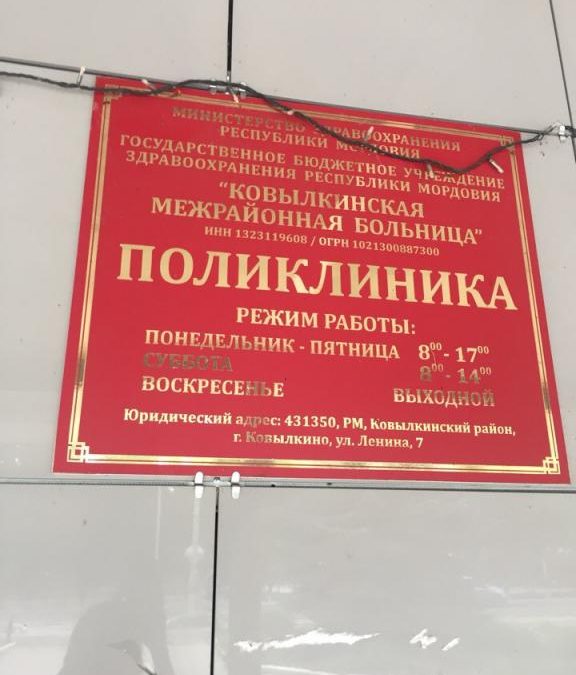 МИНИСТЕРСТВО ЗДРАВООХРАНЕНИЯ
РЕСПУБЛИКИ МОРДОВИЯ
ГОСУДАРСТВЕННОЕ БЮДЖЕТНОЕ УЧРЕЖДЕНИЕ
ЗДРАВООХРАНЕНИЯ РЕСПУБЛИКИ МОРДОВИЯ
"КОВЫЛКИНСКАЯ
МЕЖРАЙОННАЯ БОЛЬНИЦА"
ИНН 1323119608 / ОГРН 1021300887300
ПОЛИКЛИНИКА
РЕЖИМ РАБОТЫ:
ПОНЕДЕЛЬНИК - ПЯТНИЦА 8⁰⁰ - 17⁰⁰
СУББОТА 8⁰⁰ - 14⁰⁰
ВОСКРЕСЕНЬЕ ВЫХОДНОЙ
Юридический адрес: 431350, РМ, Ковылкинский район,
г. Ковылкино, ул. Ленина, 7